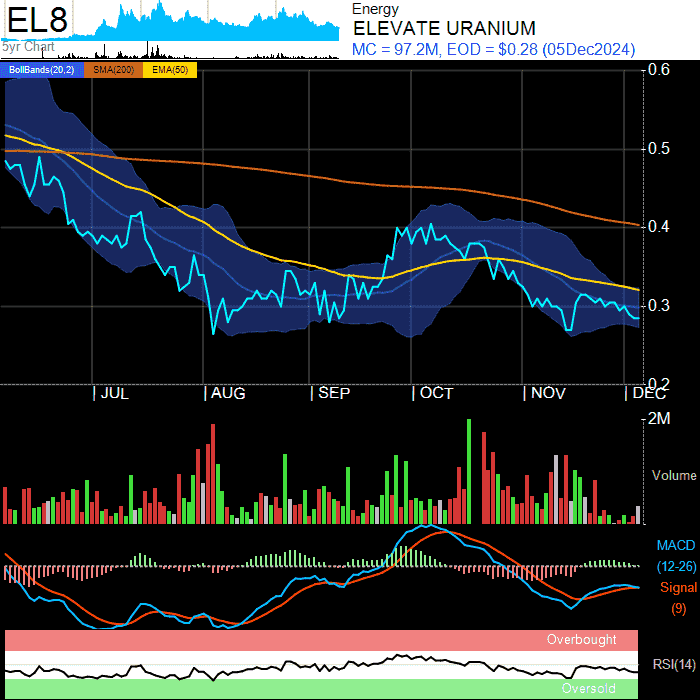 EL8
5yr Chart
Energy
ELEVATE URANIUM
MC = 97.2M, EOD = $0.28 (05Dec2024)
BollBands(20,2) SMA(200) EMA(50)
0.6
0.5
0.4
0.3
0.2
JUL AUG SEP OCT NOV DEC
2M
Volume
MACD
(12-26)
Signal
(9)
Overbought
RSI(14)
Oversold